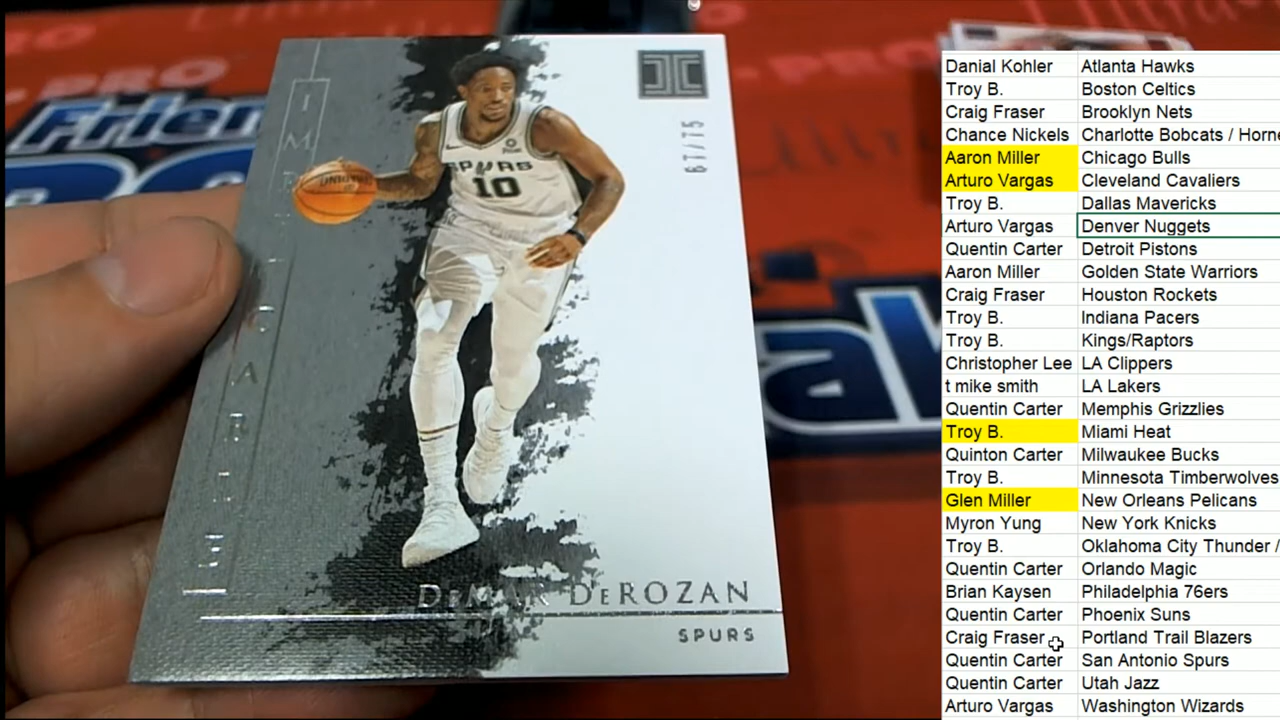 PRO
Friend
IMPECCABLE
67/75
UNRIVALED
SPURS
10
DeMAR DeROZAN
SPURS
Danial Kohler Atlanta Hawks
Troy B. Boston Celtics
Craig Fraser Brooklyn Nets
Chance Nickels Charlotte Bobcats / Horne
Aaron Miller Chicago Bulls
Arturo Vargas Cleveland Cavaliers
Troy B. Dallas Mavericks
Arturo Vargas Denver Nuggets
Quentin Carter Detroit Pistons
Aaron Miller Golden State Warriors
Craig Fraser Houston Rockets
Troy B. Indiana Pacers
Troy B. Kings/Raptors
Christopher Lee LA Clippers
t mike smith LA Lakers
Quentin Carter Memphis Grizzlies
Troy B. Miami Heat
Quinton Carter Milwaukee Bucks
Troy B. Minnesota Timberwolves
Glen Miller New Orleans Pelicans
Myron Yung New York Knicks
Troy B. Oklahoma City Thunder /
Quentin Carter Orlando Magic
Brian Kaysen Philadelphia 76ers
Quentin Carter Phoenix Suns
Craig Fraser Portland Trail Blazers
Quentin Carter San Antonio Spurs
Quentin Carter Utah Jazz
Arturo Vargas Washington Wizards